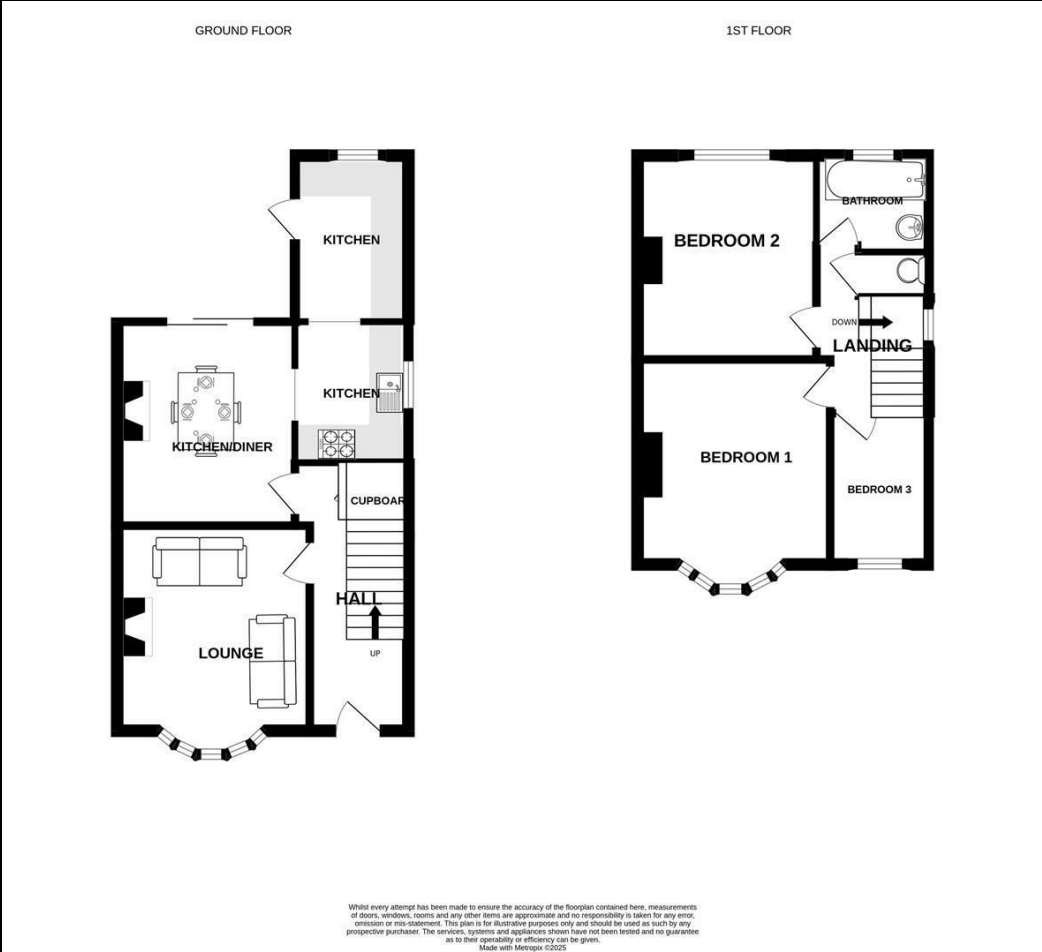 GROUND FLOOR
KITCHEN
KITCHEN
KITCHEN/DINER
CUPBOAR
HALL
UP
LOUNGE
1ST FLOOR
BATHROOM
BEDROOM 2
DOWN
LANDING
BEDROOM 1
BEDROOM 3
Whilst every attempt has been made to ensure the accuracy of the floorplan contained here, measurements
of doors, windows, rooms and any other items are approximate and no responsibility is taken for any error,
omission or mis-statement. This plan is for illustrative purposes only and should be used as such by any
prospective purchaser. The services, systems and appliances shown have not been tested and no guarantee
as to their operability or efficiency can be given.
Made with Metropix ©2025